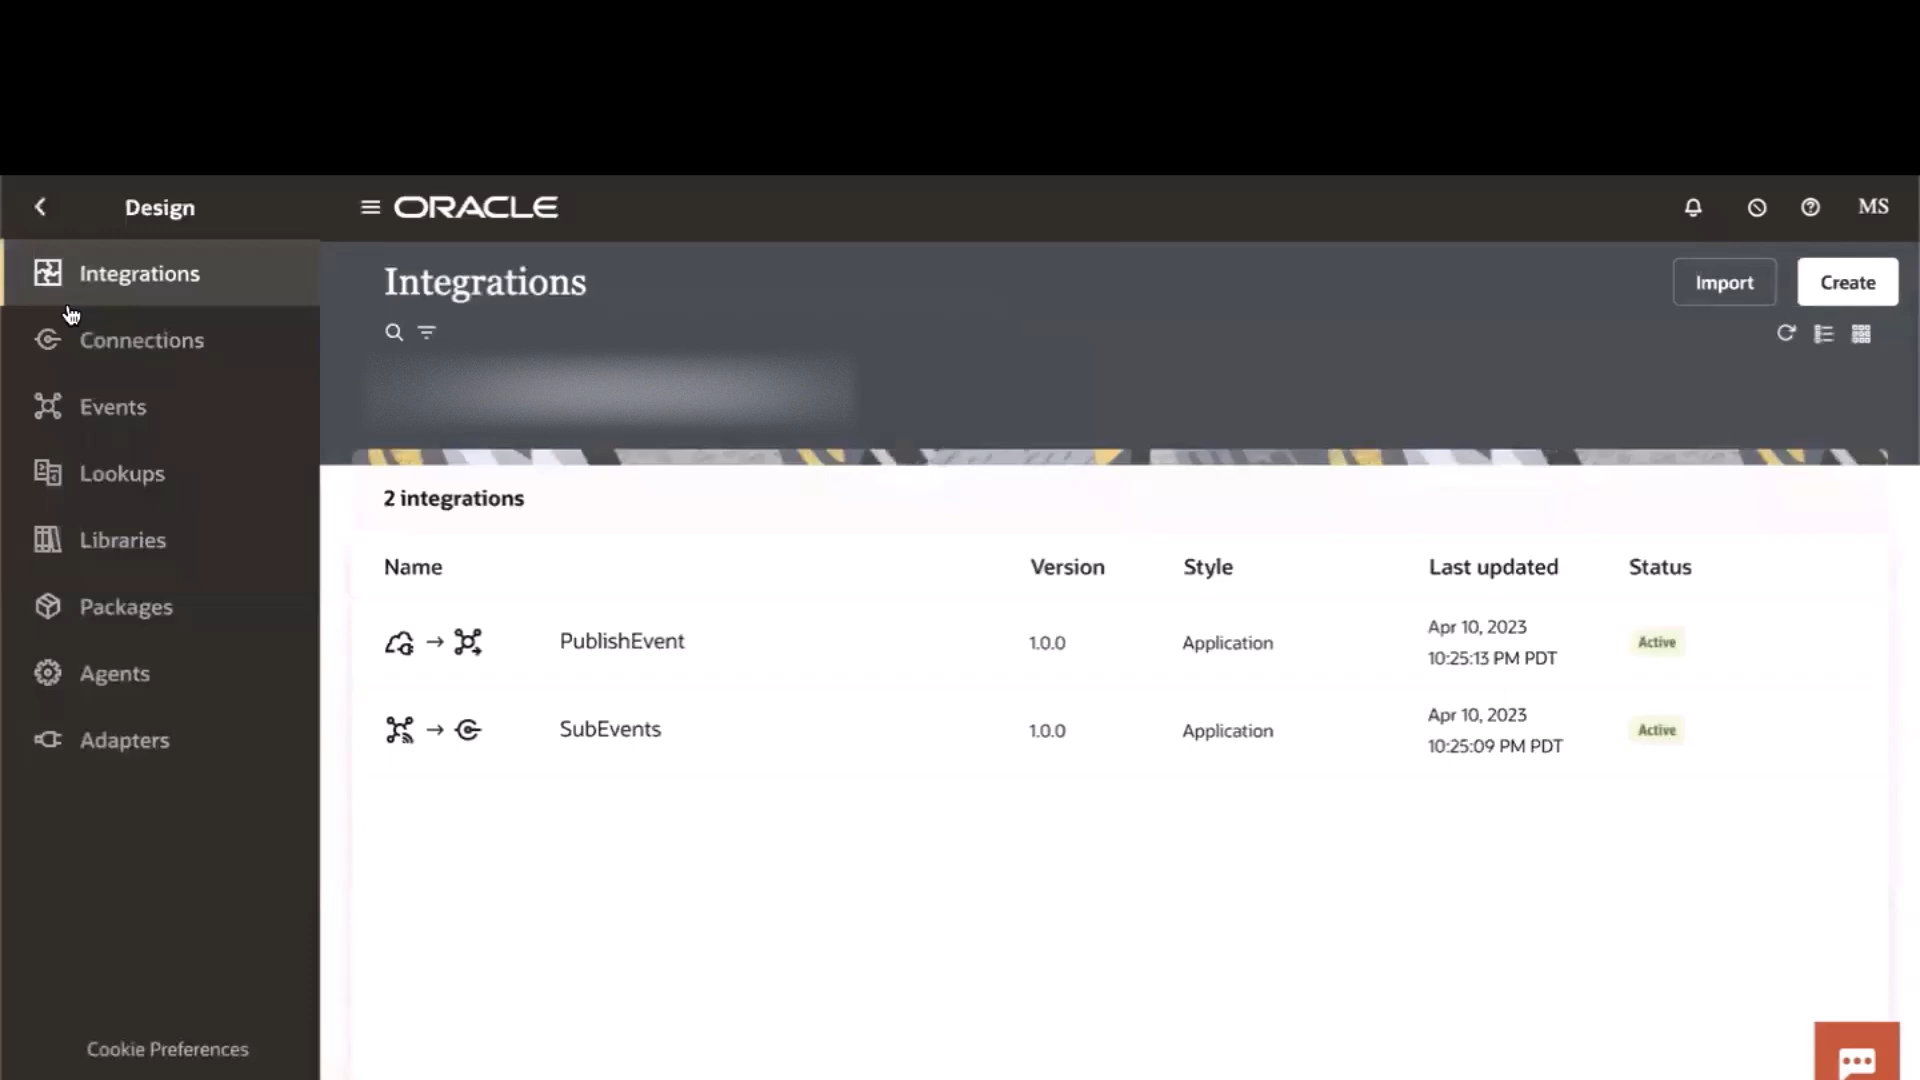 Design
ORACLE
MS
Integrations
Connections
Events
Lookups
Libraries
Packages
Agents
Adapters
Cookie Preferences
Integrations
Import
Create
2 integrations
Name Version Style Last updated Status
PublishEvent 1.0.0 Application Apr 10, 2023 10:25:13 PM PDT Active
SubEvents 1.0.0 Application Apr 10, 2023 10:25:09 PM PDT Active